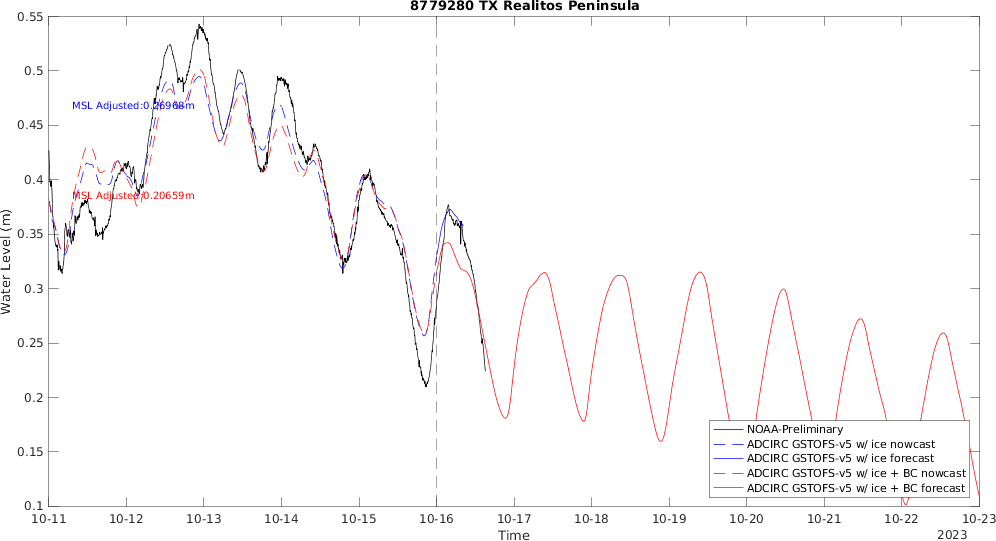 8779280 TX Realitos Peninsula
0.55
0.5
0.45
0.4
0.35
0.3
0.25
0.2
0.15
0.1
Water Level (m)
MSL Adjusted:0.26968m
MSL Adjusted:0.20659m
NOAA-Preliminary
ADCIRC GSTOFS-v5 w/ ice nowcast
ADCIRC GSTOFS-v5 w/ ice forecast
ADCIRC GSTOFS-v5 w/ ice + BC nowcast
ADCIRC GSTOFS-v5 w/ ice + BC forecast
10-11 10-12 10-13 10-14 10-15 10-16 10-17 10-18 10-19 10-20 10-21 10-22 10-23
Time
2023